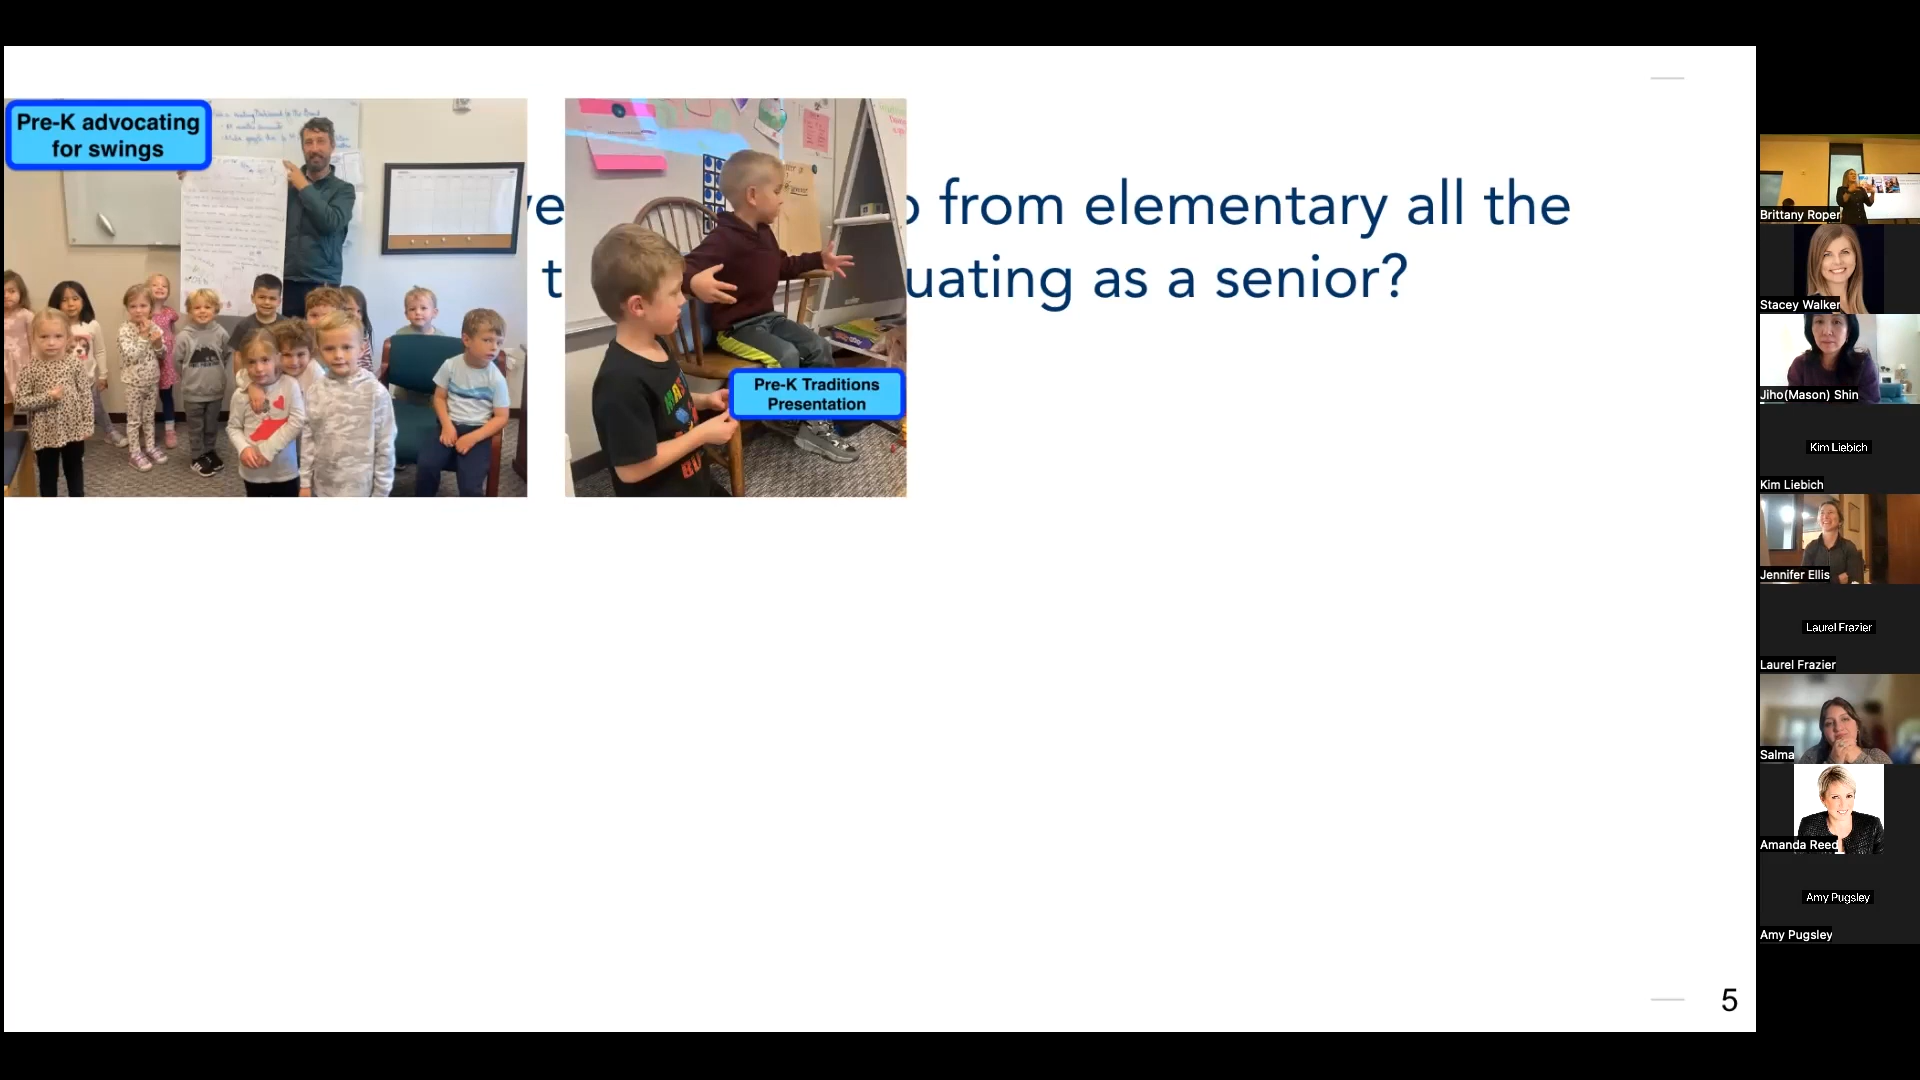 Pre-K advocating
for swings
from elementary all the
uating as a senior?
Pre-K Traditions
Presentation
5
Brittany Roper
Stacey Walker
Jiho(Mason) Shin
Kim Liebich
Kim Liebich
Jennifer Ellis
Laurel Frazier
Laurel Frazier
Salma
Amanda Reed
Amy Pugsley
Amy Pugsley